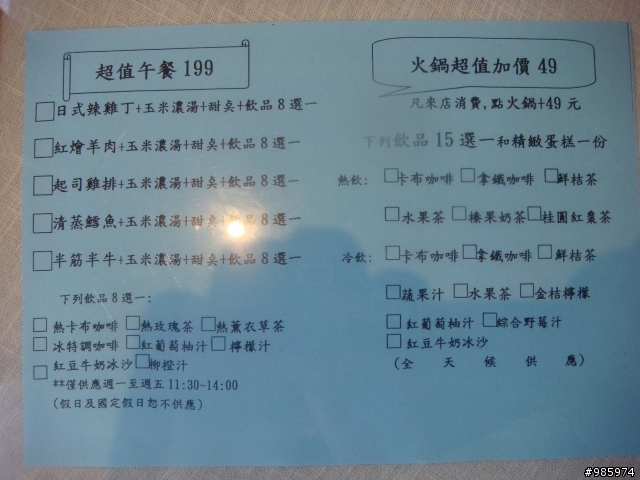 超值午餐 199
□日式辣雞丁+玉米濃湯+甜奌+飲品 8 選一
□紅燴羊肉+玉米濃湯+甜奌+飲品 8 選一
□起司雞排+玉米濃湯+甜奌+飲品 8 選一
□清蒸鱈魚+玉米濃湯+甜奌+飲品 8 選一
□半筋半牛+玉米濃湯+甜奌+飲品 8 選一
下列飲品 8 選一:
□ 熱卡布咖啡 □熱玫瑰茶 □熱薰衣草茶
□ 冰特調咖啡 □紅葡萄柚汁 □ 檸檬汁
□ 紅豆牛奶冰沙 □柳橙汁
**僅供應週一至週五 11:30-14:00
(假日及國定假日恕不供應)
火鍋超值加價 49
凡來店消費,點火鍋+49 元
下列飲品 15 選一和精緻蛋糕一份
熱飲: □卡布咖啡 □拿鐵咖啡 □鮮桔茶
□水果茶 □榛果奶茶 □桂圓紅棗茶
冷飲: □卡布咖啡 □拿鐵咖啡 □鮮桔茶
□蔬果汁 □水果茶 □金桔檸檬
□紅葡萄柚汁 □綜合野莓汁
□紅豆牛奶冰沙
(全 天 候 供 應)
#985974